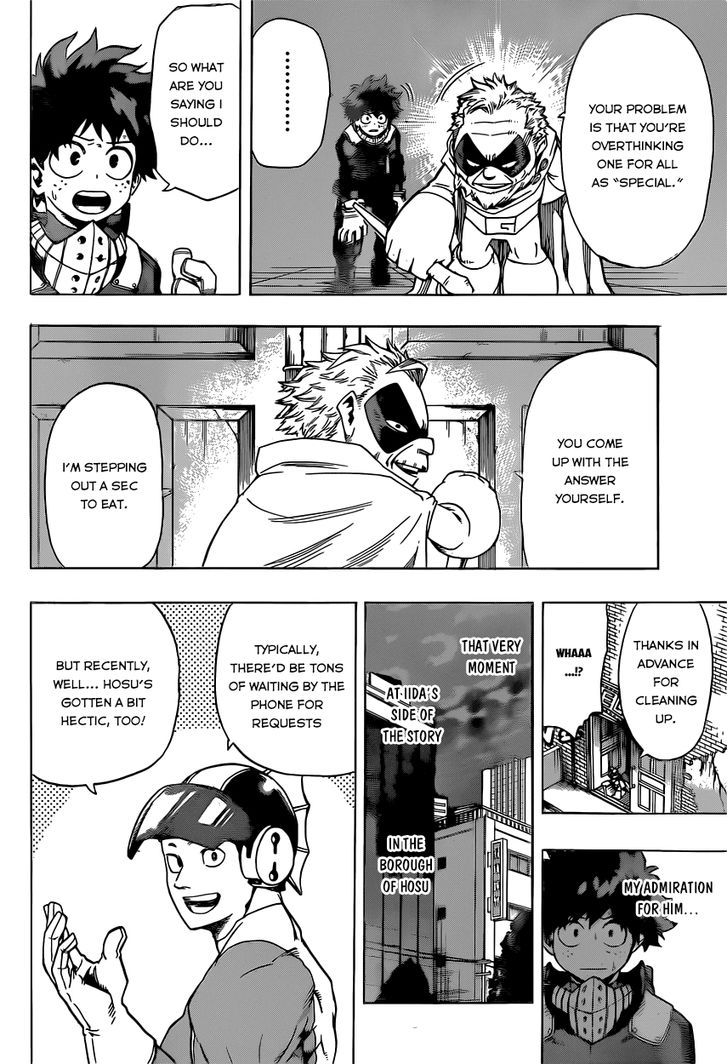 YOUR PROBLEM
IS THAT YOU'RE
OVERTHINKING
ONE FOR ALL
AS "SPECIAL."
.........
SO WHAT
ARE YOU
SAYING I
SHOULD
DO...
YOU COME
UP WITH THE
ANSWER
YOURSELF.
I'M STEPPING
OUT A SEC
TO EAT.
THANKS IN
ADVANCE
FOR
CLEANING
UP.
WHAAA
...!?
MY ADMIRATION
FOR HIM...
THAT VERY
MOMENT
AT IIDA'S
SIDE OF THE
STORY
IN THE
BOROUGH
OF HOSU
TYPICALLY,
THERE'D BE TONS
OF WAITING BY THE
PHONE FOR
REQUESTS
BUT RECENTLY,
WELL... HOSU'S
GOTTEN A BIT
HECTIC, TOO!